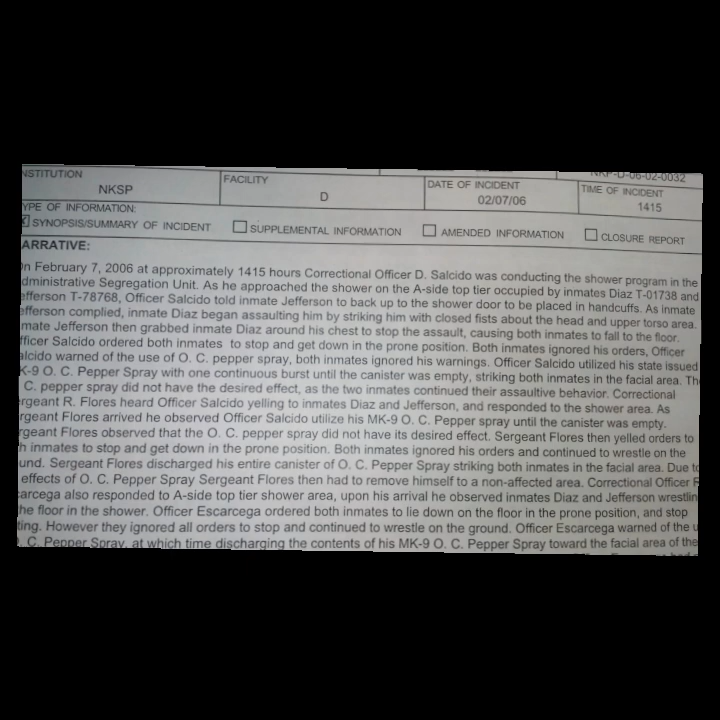 NSTITUTION
FACILITY
DATE OF INCIDENT
TIME OF INCIDENT
NKP-D-06-02-0032
NKSP
D
02/07/06
1415
YPE OF INFORMATION:
SYNOPSIS/SUMMARY OF INCIDENT
SUPPLEMENTAL INFORMATION
AMENDED INFORMATION
CLOSURE REPORT
ARRATIVE:
n February 7, 2006 at approximately 1415 hours Correctional Officer D. Salcido was conducting the shower program in the
dministrative Segregation Unit. As he approached the shower on the A-side top tier occupied by inmates Diaz T-01738 and
efferson T-78768, Officer Salcido told inmate Jefferson to back up to the shower door to be placed in handcuffs. As inmate
efferson complied, inmate Diaz began assaulting him by striking him with closed fists about the head and upper torso area.
mate Jefferson then grabbed inmate Diaz around his chest to stop the assault, causing both inmates to fall to the floor.
fficer Salcido ordered both inmates to stop and get down in the prone position. Both inmates ignored his orders, Officer
alcido warned of the use of O. C. pepper spray, both inmates ignored his warnings. Officer Salcido utilized his state issued
K-9 O. C. Pepper Spray with one continuous burst until the canister was empty, striking both inmates in the facial area. Th
C. pepper spray did not have the desired effect, as the two inmates continued their assaultive behavior. Correctional
rgeant R. Flores heard Officer Salcido yelling to inmates Diaz and Jefferson, and responded to the shower area. As
rgeant Flores arrived he observed Officer Salcido utilize his MK-9 O. C. Pepper spray until the canister was empty.
rgeant Flores observed that the O. C. pepper spray did not have its desired effect. Sergeant Flores then yelled orders to
h inmates to stop and get down in the prone position. Both inmates ignored his orders and continued to wrestle on the
und. Sergeant Flores discharged his entire canister of O. C. Pepper Spray striking both inmates in the facial area. Due to
effects of O. C. Pepper Spray Sergeant Flores then had to remove himself to a non-affected area. Correctional Officer F
carcega also responded to A-side top tier shower area, upon his arrival he observed inmates Diaz and Jefferson wrestlin
he floor in the shower. Officer Escarcega ordered both inmates to lie down on the floor in the prone position, and stop
ting. However they ignored all orders to stop and continued to wrestle on the ground. Officer Escarcega warned of the u
. C. Pepper Spray, at which time discharging the contents of his MK-9 O. C. Pepper Spray toward the facial area of the